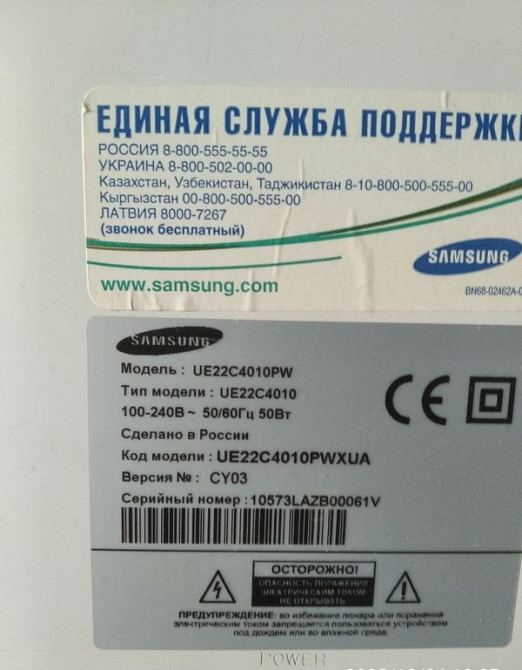 ЕДИНАЯ СЛУЖБА ПОДДЕРЖКИ
РОССИЯ 8-800-555-55-55
УКРАИНА 8-800-502-00-00
Казахстан, Узбекистан, Таджикистан 8-10-800-500-555-00
Кыргызстан 00-800-500-555-00
ЛАТВИЯ 8000-7267
(звонок бесплатный)
SAMSUNG
www.samsung.com
BN68-02462A-0
SAMSUNG
Модель : UE22C4010PW
Тип модели : UE22C4010
100-240В ~ 50/60Гц 50Вт
Сделано в России
Код модели : UE22C4010PWXUA
Версия № : CY03
Серийный номер : 10573LAZB00061V
CE
ОСТОРОЖНО!
ОПАСНОСТЬ ПОРАЖЕНИЯ
ЭЛЕКТРИЧЕСКИМ ТОКОМ
НЕ ОТКРЫВАТЬ
ПРЕДУПРЕЖДЕНИЕ: во избежание пожара или поражения
электрическим током запрещается пользоваться устройством
под дождем или во влажной среде.
POWER